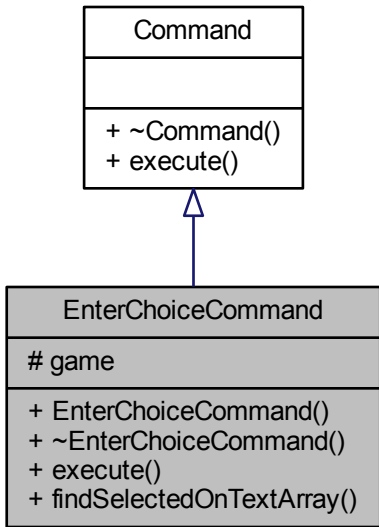 Command
+ ~Command()
+ execute()
EnterChoiceCommand
# game
+ EnterChoiceCommand()
+ ~EnterChoiceCommand()
+ execute()
+ findSelectedOnTextArray()